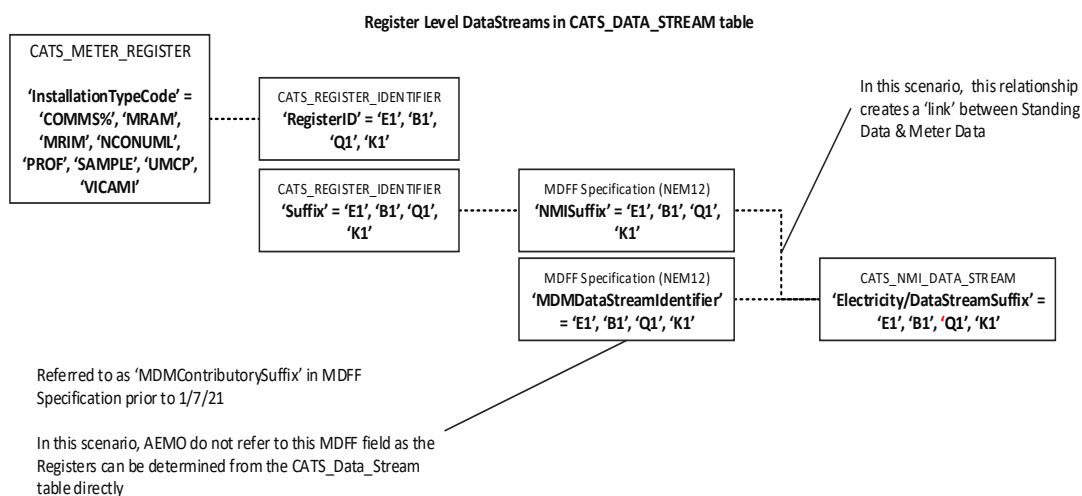 Register Level DataStreams in CATS_DATA_STREAM table
CATS_METER_REGISTER
‘InstallationTypeCode’ =
‘COMMS%’, ‘MRAM’,
‘MRIM’, ‘NCONUML’,
‘PROF’, ‘SAMPLE’, ‘UMCP’,
‘VICAMI’
CATS_REGISTER_IDENTIFIER
‘RegisterID’ = ‘E1’, ‘B1’,
‘Q1’, ‘K1’
CATS_REGISTER_IDENTIFIER
‘Suffix’ = ‘E1’, ‘B1’, ‘Q1’,
‘K1’
MDFF Specification (NEM12)
‘NMISuffix’ = ‘E1’, ‘B1’, ‘Q1’,
‘K1’
In this scenario, this relationship
creates a ‘link’ between Standing
Data & Meter Data
MDFF Specification (NEM12)
‘MDMDataStreamIdentifier’
= ‘E1’, ‘B1’, ‘Q1’, ‘K1’
CATS_NMI_DATA_STREAM
‘Electricity/DataStreamSuffix’ =
‘E1’, ‘B1’, ‘Q1’, ‘K1’
Referred to as ‘MDMContributorySuffix’ in MDFF
Specification prior to 1/7/21
In this scenario, AEMO do not refer to this MDFF field as the
Registers can be determined from the CATS_Data_Stream
table directly